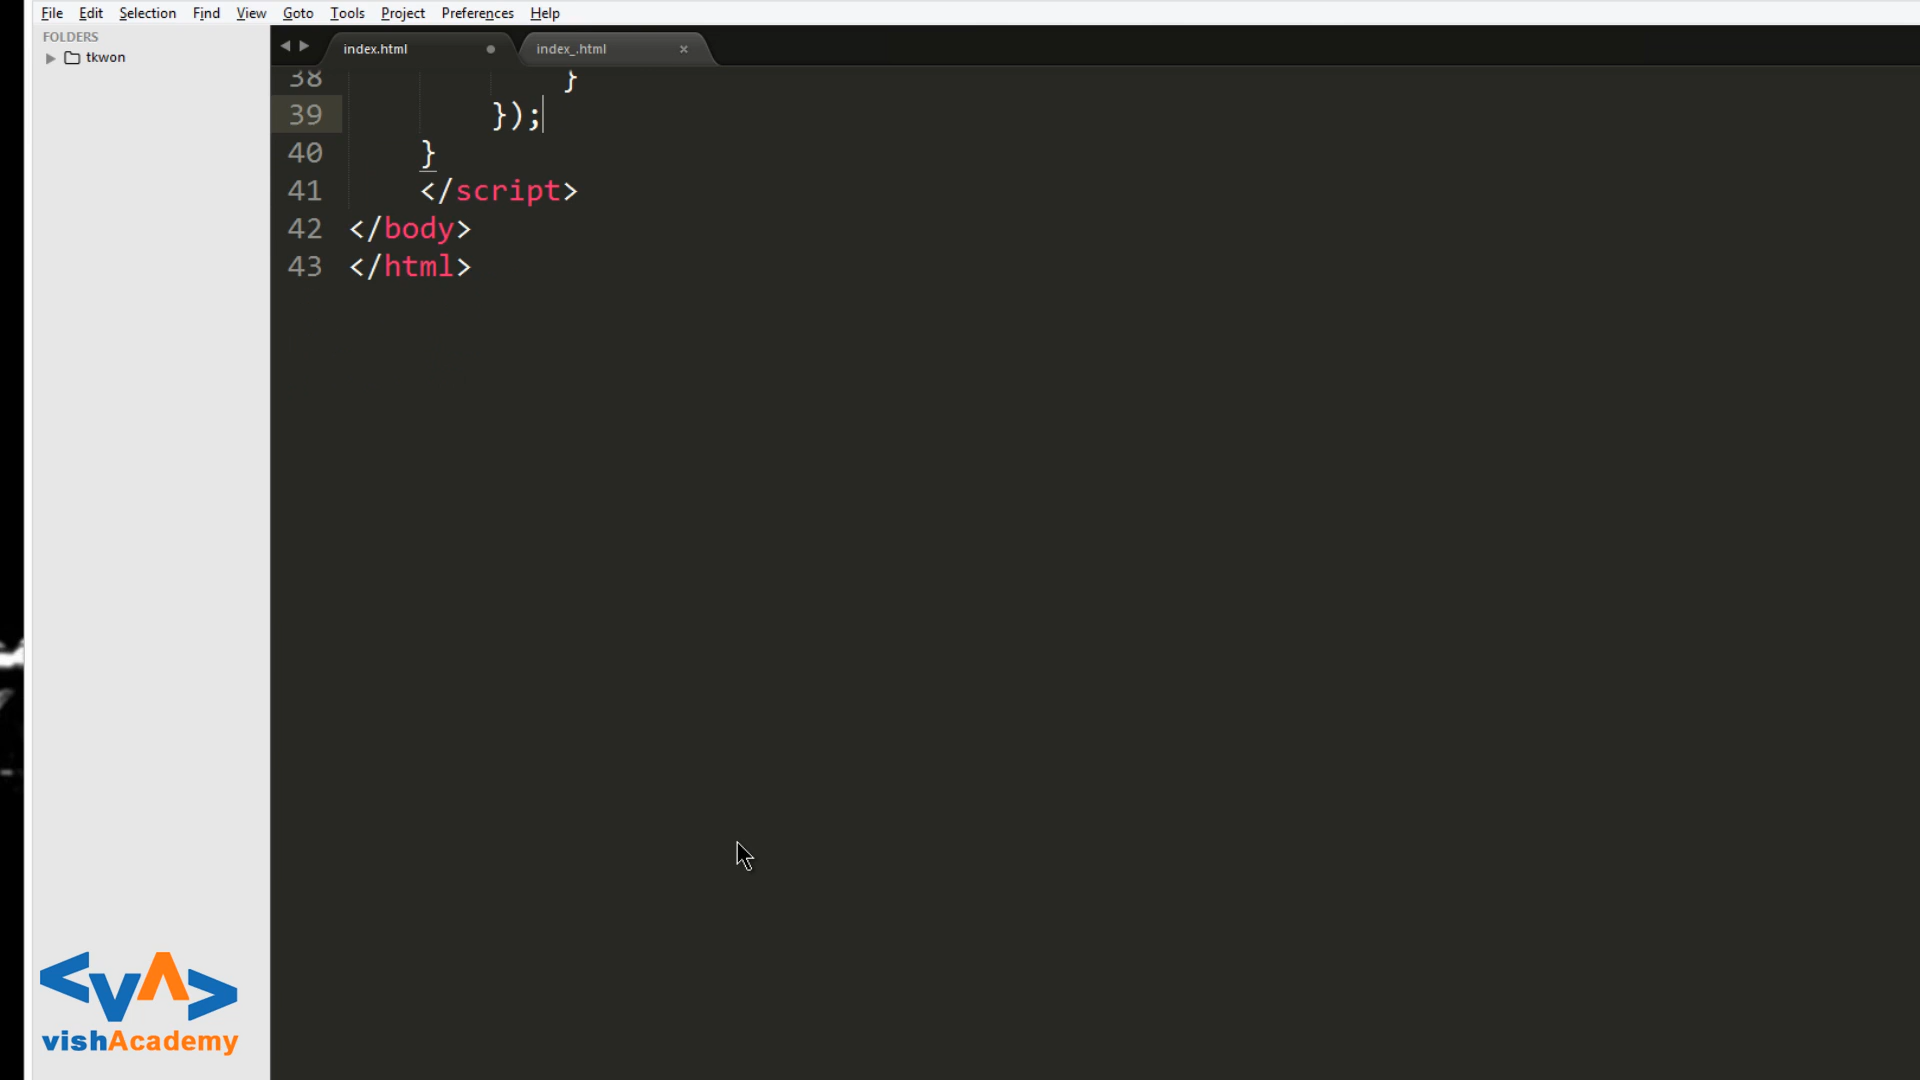 File Edit Selection Find View Goto Tools Project Preferences Help
FOLDERS
tkwon
index.html
index_.html
38 }
39 });
40 }
41 </script>
42 </body>
43 </html>
<VA>
vishAcademy